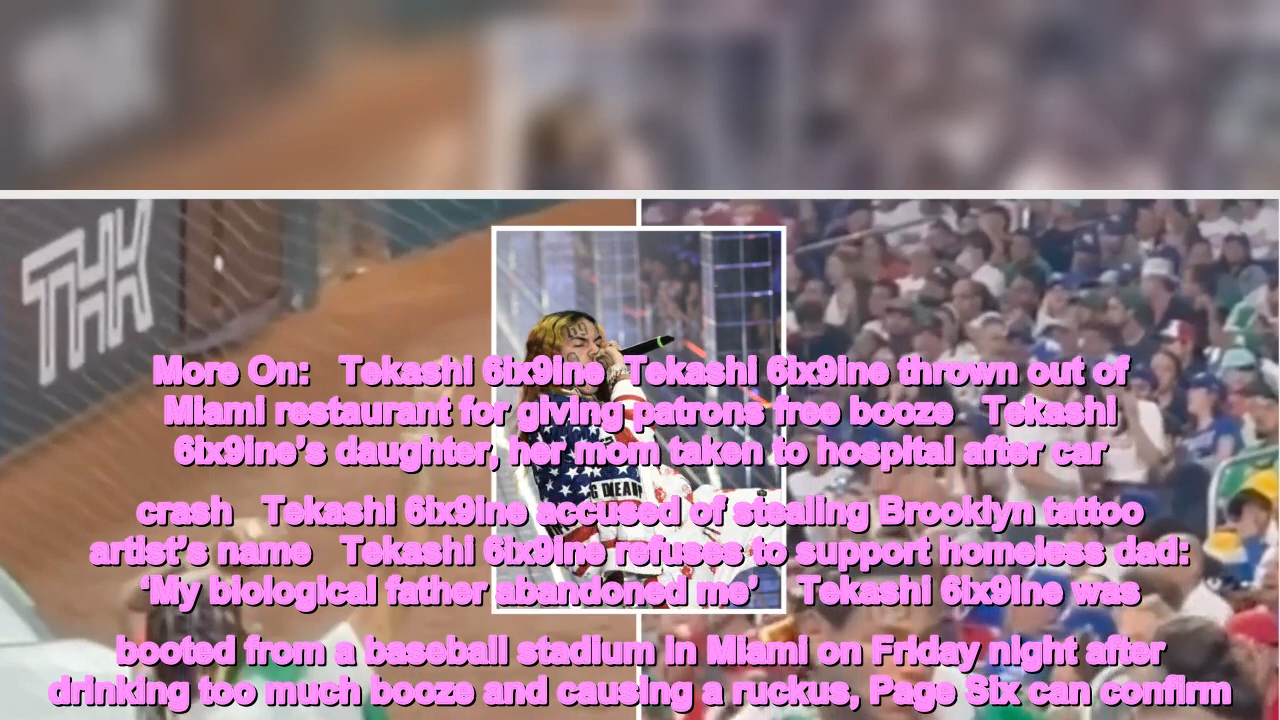 THK
More On: Tekashi 6ix9ine Tekashi 6ix9ine thrown out of
Miami restaurant for giving patrons free booze Tekashi
6ix9ine’s daughter, her mom taken to hospital after car
crash Tekashi 6ix9ine accused of stealing Brooklyn tattoo
artist’s name Tekashi 6ix9ine refuses to support homeless dad:
‘My biological father abandoned me’ Tekashi 6ix9ine was
booted from a baseball stadium in Miami on Friday night after
drinking too much booze and causing a ruckus, Page Six can confirm